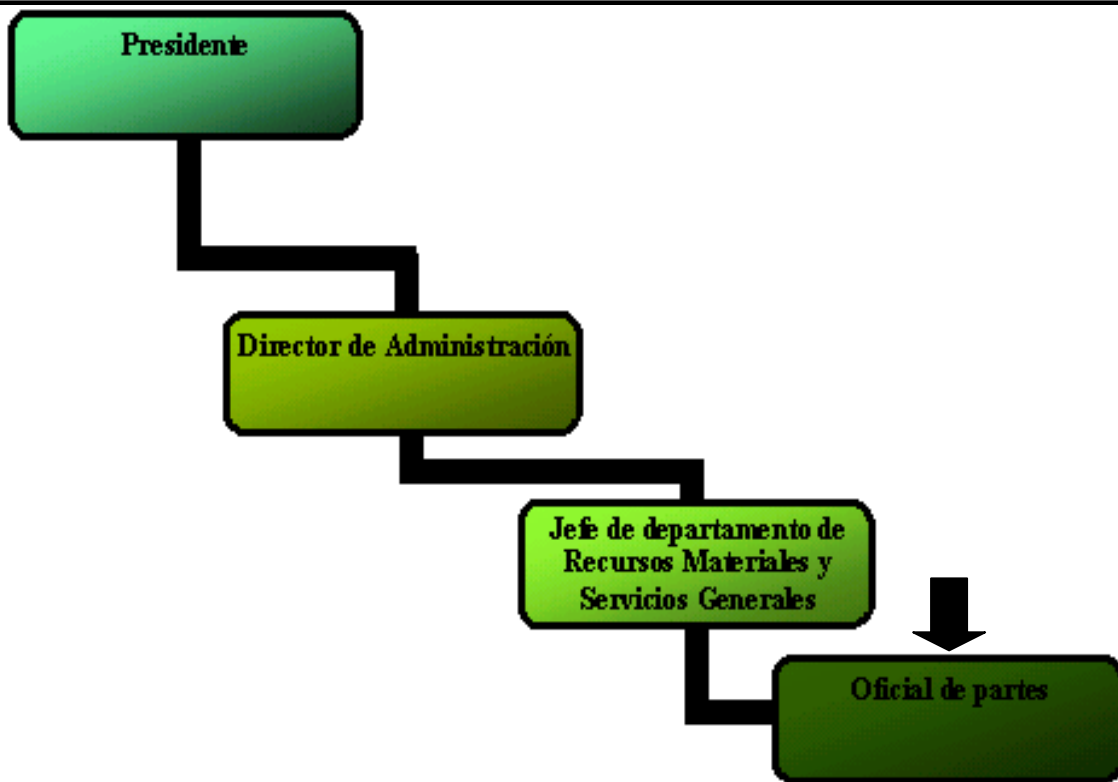 Presidente
Director de Administración
Jefe de departamento de
Recursos Materiales y
Servicios Generales
Oficial de partes